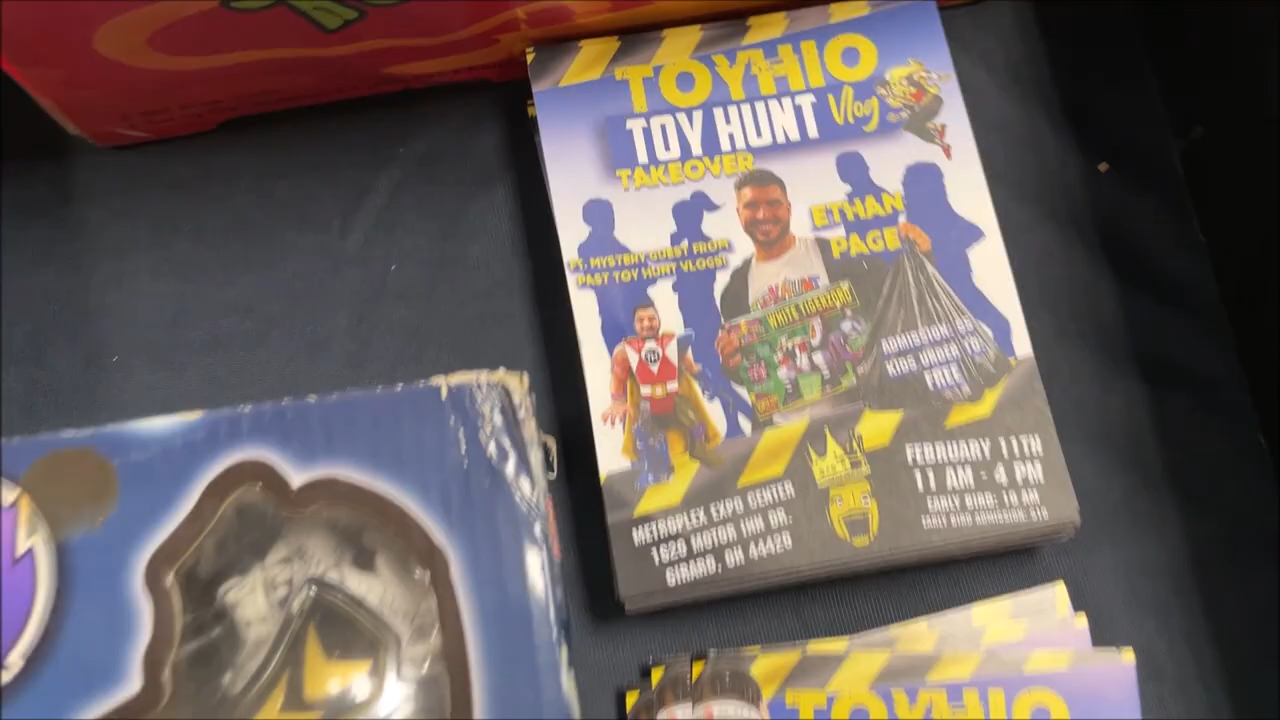 TOYHIO
TOY HUNT Vlog
TAKEOVER
ETHAN
PAGE
FT. MYSTERY GUEST FROM
PAST TOY HUNT VLOGS!
WHITE TIGERZORD
ADMISSION:
KIDS UNDER
FREE
FEBRUARY 11TH
11 AM - 4 PM
EARLY BIRD: 10 AM
EARLY BIRD ADMISSION: $10
METROPLEX EXPO CENTER
1620 MOTOR INN DR.
GIRARD, OH 44420
TOYHIO